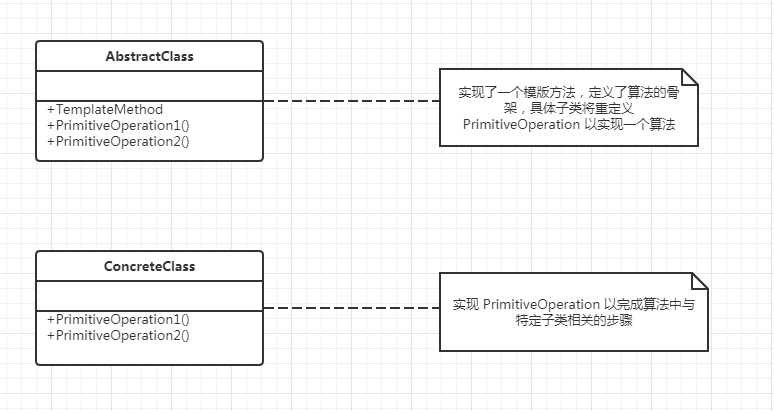 AbstractClass
+TemplateMethod
+PrimitiveOperation1()
+PrimitiveOperation2()
实现了一个模版方法，定义了算法的骨
架，具体子类将重定义
PrimitiveOperation 以实现一个算法
ConcreteClass
+PrimitiveOperation1()
+PrimitiveOperation2()
实现 PrimitiveOperation 以完成算法中与
特定子类相关的步骤